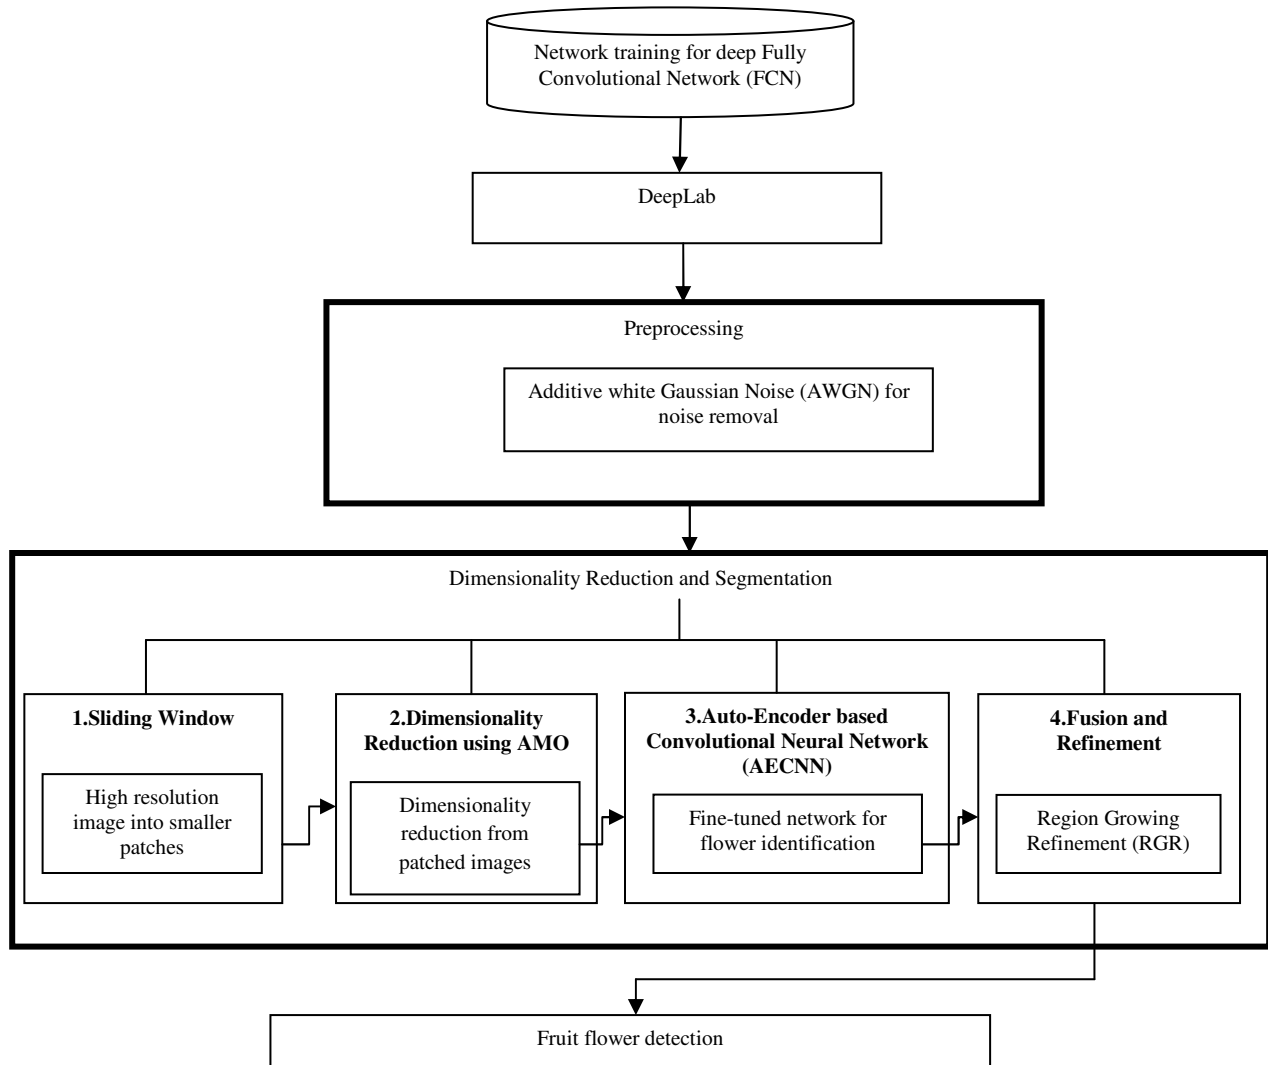 Network training for deep Fully
Convolutional Network (FCN)
DeepLab
Preprocessing
Additive white Gaussian Noise (AWGN) for
noise removal
Dimensionality Reduction and Segmentation
1.Sliding Window
High resolution
image into smaller
patches
2.Dimensionality
Reduction using AMO
Dimensionality
reduction from
patched images
3.Auto-Encoder based
Convolutional Neural Network
(AECNN)
Fine-tuned network for
flower identification
4.Fusion and
Refinement
Region Growing
Refinement (RGR)
Fruit flower detection